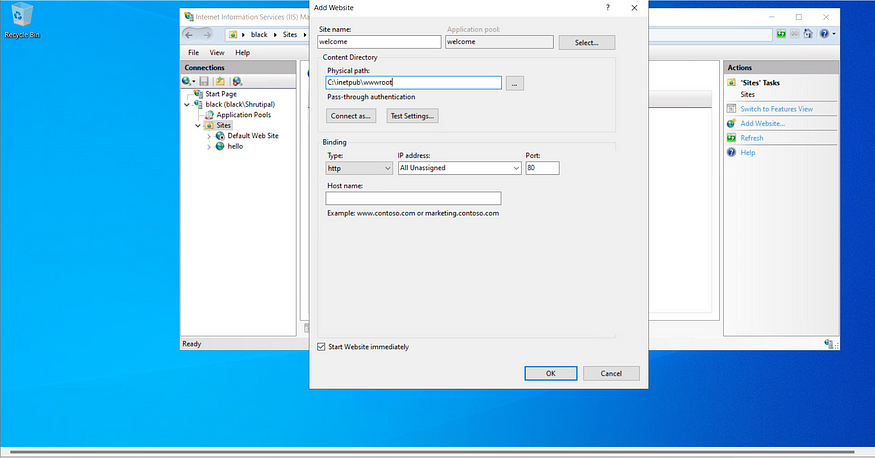 Recycle Bin
Internet Information Services (IIS) Ma
black
Sites
File View Help
Connections
Start Page
black (black\Shrutipal)
Application Pools
Sites
Default Web Site
hello
Ready
Add Website
?
Site name:
Application pool:
welcome
welcome
Select...
Content Directory
Physical path:
C:\inetpub\wwwroot
...
Pass-through authentication
Connect as...
Test Settings...
Binding
Type:
IP address:
Port:
http
All Unassigned
80
Host name:
Example: www.contoso.com or marketing.contoso.com
Start Website immediately
OK
Cancel
Actions
'Sites' Tasks
Sites
Switch to Features View
Add Website...
Refresh
Help